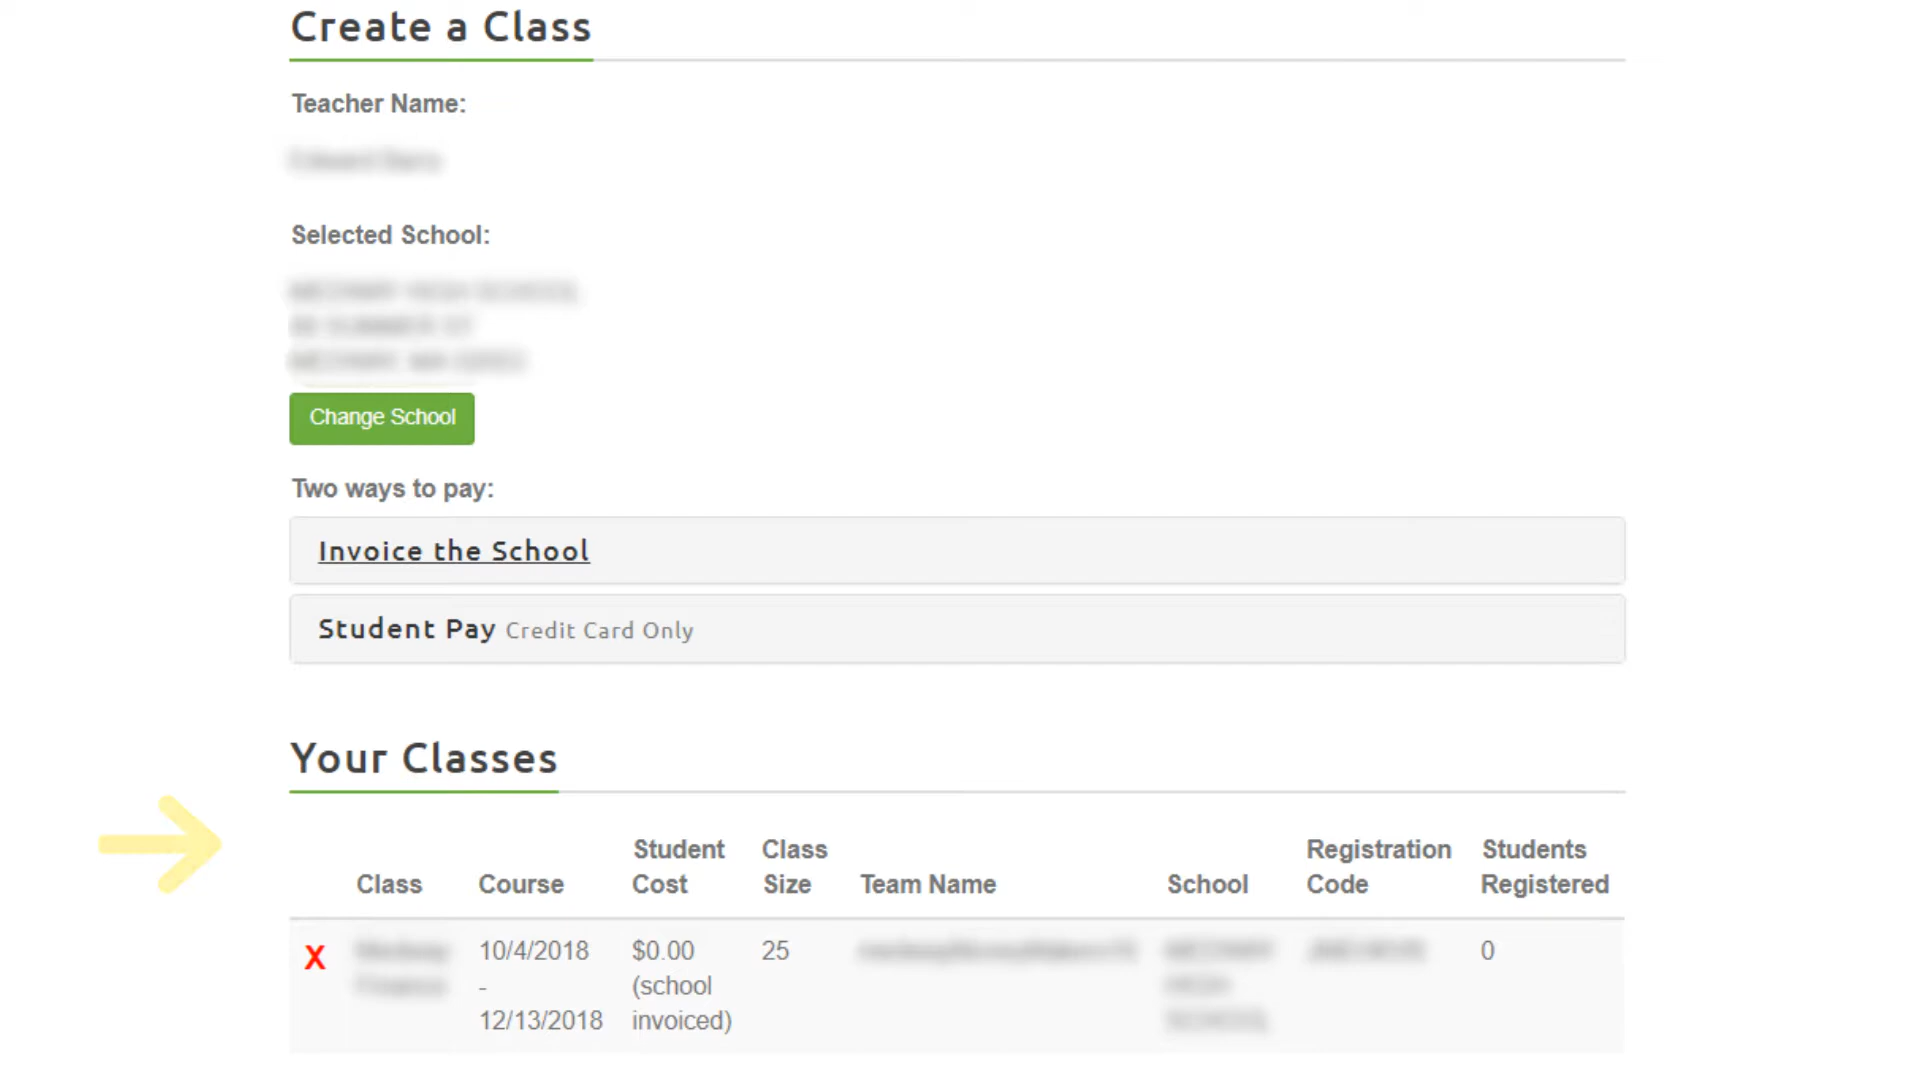 Create a Class
Teacher Name:
Selected School:
Change School
Two ways to pay:
Invoice the School
Student Pay Credit Card Only
Your Classes
Class Course Student Cost Class Size Team Name School Registration Code Students Registered
X 10/4/2018 - 12/13/2018 $0.00 (school invoiced) 25 0